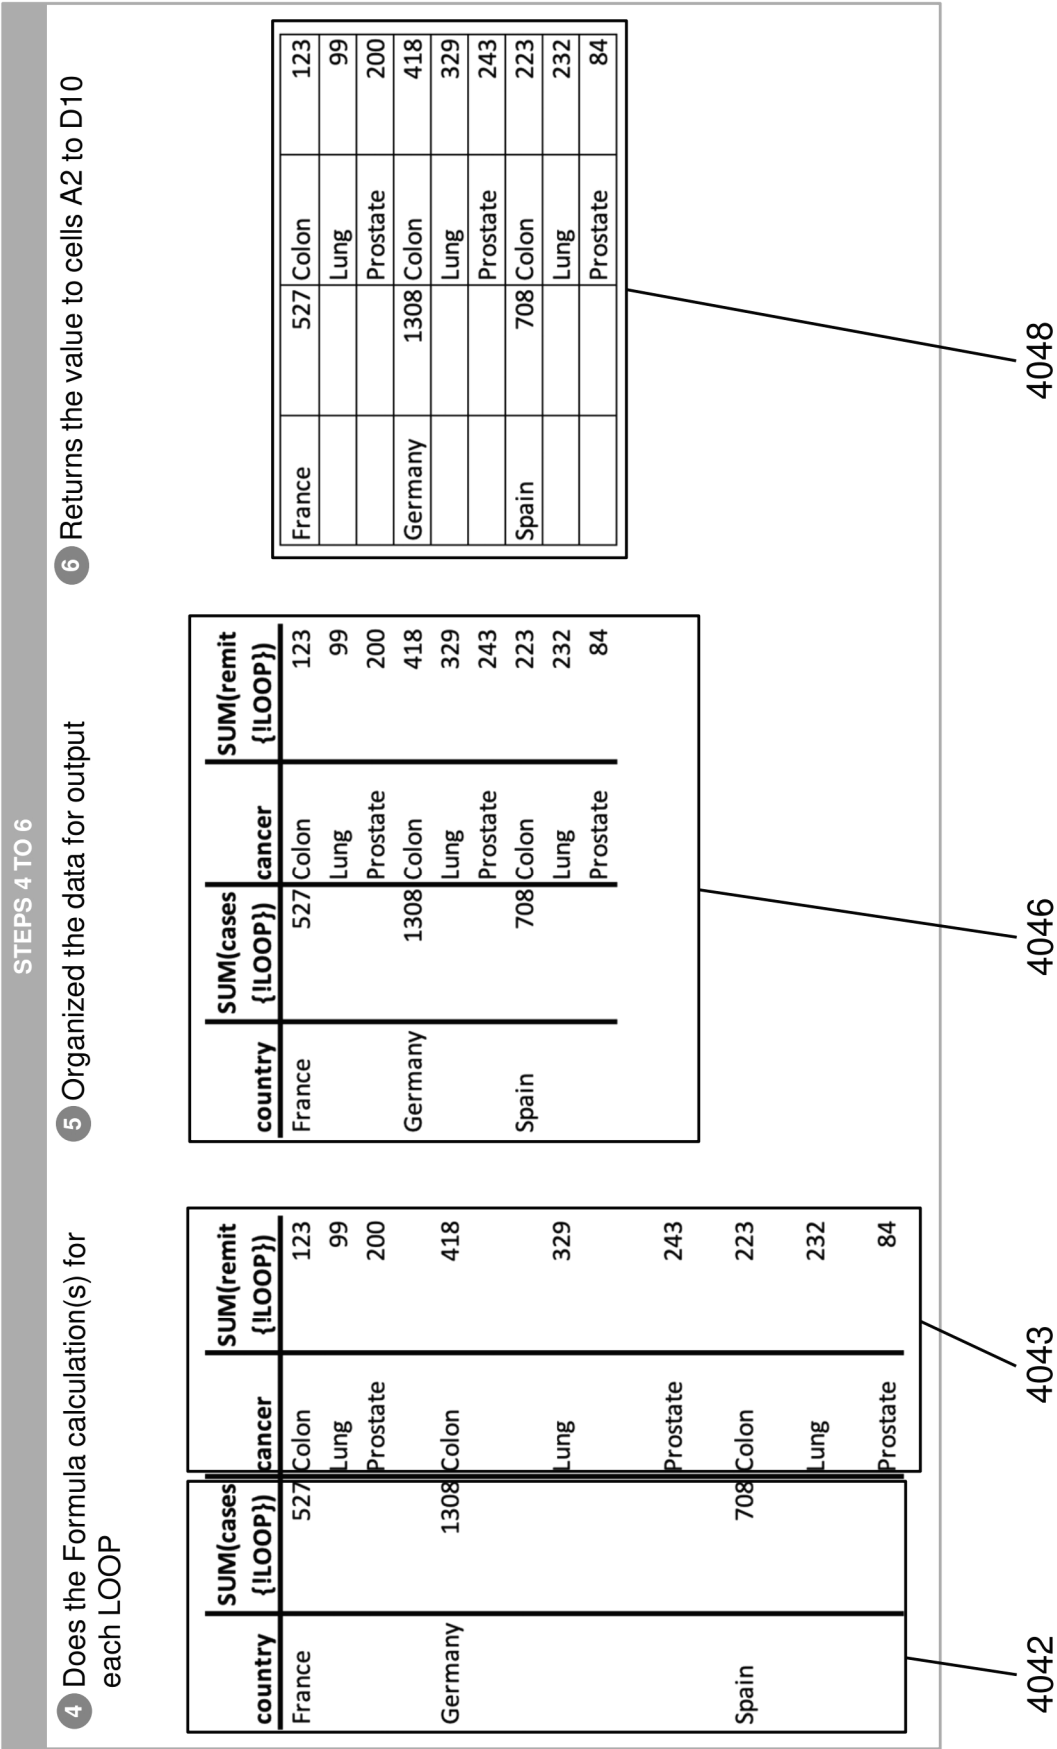 STEPS 4 TO 6
4 Does the Formula calculation(s) for
each LOOP
country SUM(cases cancer SUM(remit
{!LOOP}) {!LOOP})
France 527 Colon 123
Lung 99
Prostate 200
Germany 1308 Colon 418
Lung 329
Prostate 243
Spain 708 Colon 223
Lung 232
Prostate 84
4042
4043
5 Organized the data for output
country SUM(cases cancer SUM(remit
{!LOOP}) {!LOOP})
France 527 Colon 123
Lung 99
Prostate 200
Germany 1308 Colon 418
Lung 329
Prostate 243
Spain 708 Colon 223
Lung 232
Prostate 84
4046
6 Returns the value to cells A2 to D10
France 527 Colon 123
Lung 99
Prostate 200
Germany 1308 Colon 418
Lung 329
Prostate 243
Spain 708 Colon 223
Lung 232
Prostate 84
4048